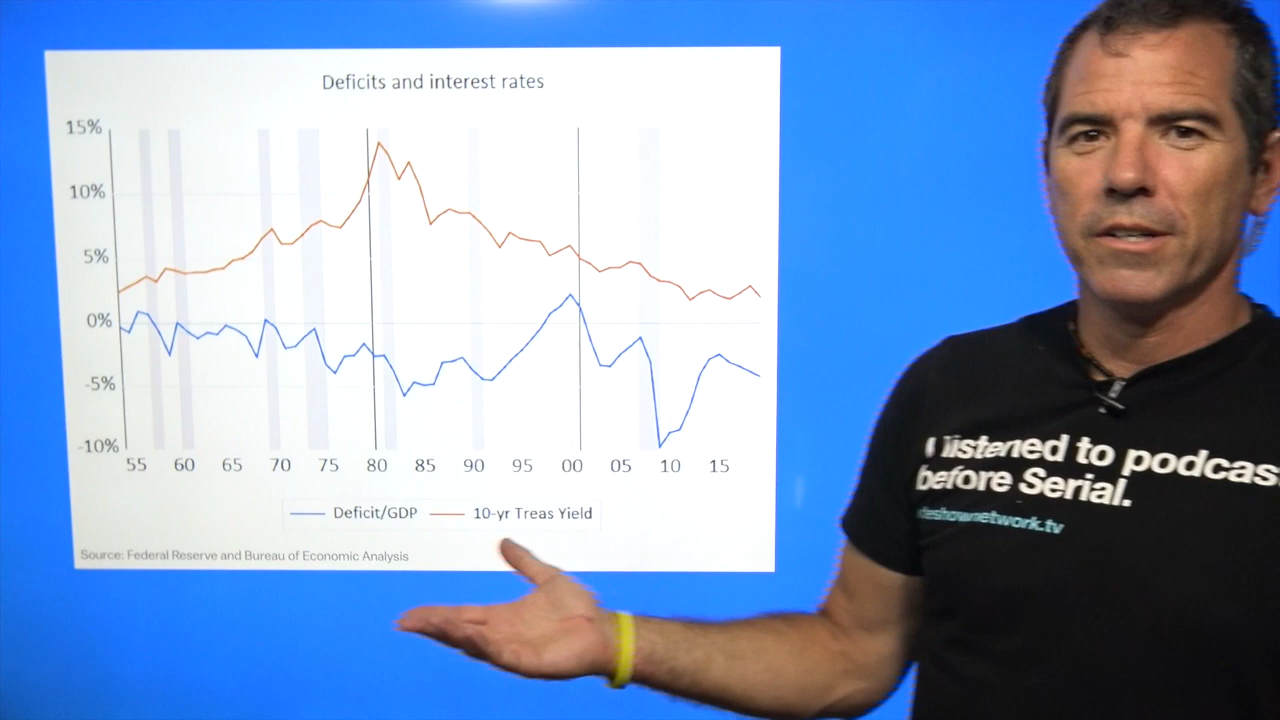 Deficits and interest rates
15%
10%
5%
0%
-5%
-10%
55 60 65 70 75 80 85 90 95 00 05 10 15
Deficit/GDP 10-yr Treas Yield
Source: Federal Reserve and Bureau of Economic Analysis
I listened to podcas
before Serial.
eshownetwork.tv